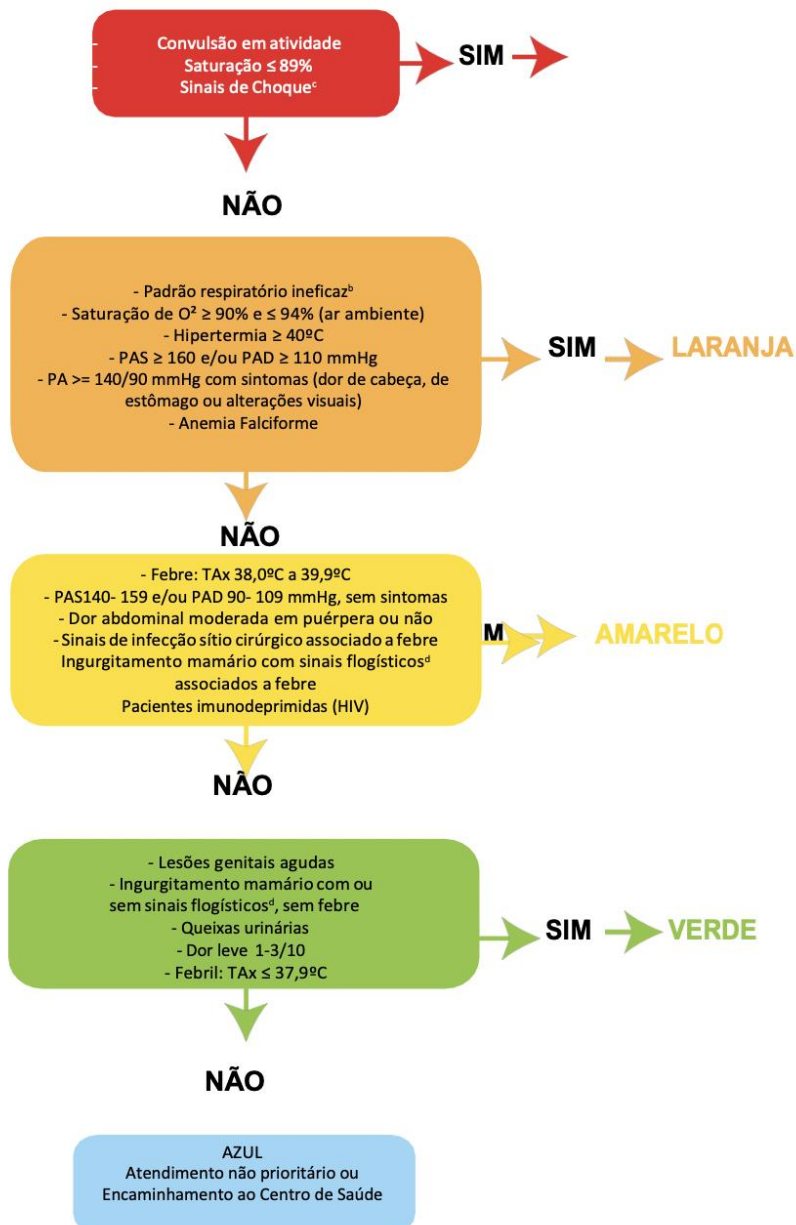 - Convulsão em atividade
- Saturação ≤ 89%
- Sinais de Choqueᶜ
SIM
NÃO
- Padrão respiratório ineficazᵇ
- Saturação de O² ≥ 90% e ≤ 94% (ar ambiente)
- Hipertermia ≥ 40ºC
- PAS ≥ 160 e/ou PAD ≥ 110 mmHg
- PA >= 140/90 mmHg com sintomas (dor de cabeça, de
estômago ou alterações visuais)
- Anemia Falciforme
SIM
LARANJA
NÃO
- Febre: TAx 38,0ºC a 39,9ºC
- PAS140- 159 e/ou PAD 90- 109 mmHg, sem sintomas
- Dor abdominal moderada em puérpera ou não
- Sinais de infecção sítio cirúrgico associado a febre
Ingurgitamento mamário com sinais flogísticosᵈ
associados a febre
Pacientes imunodeprimidas (HIV)
M
AMARELO
NÃO
- Lesões genitais agudas
- Ingurgitamento mamário com ou
sem sinais flogísticosᵈ, sem febre
- Queixas urinárias
- Dor leve 1-3/10
- Febril: TAx ≤ 37,9ºC
SIM
VERDE
NÃO
AZUL
Atendimento não prioritário ou
Encaminhamento ao Centro de Saúde